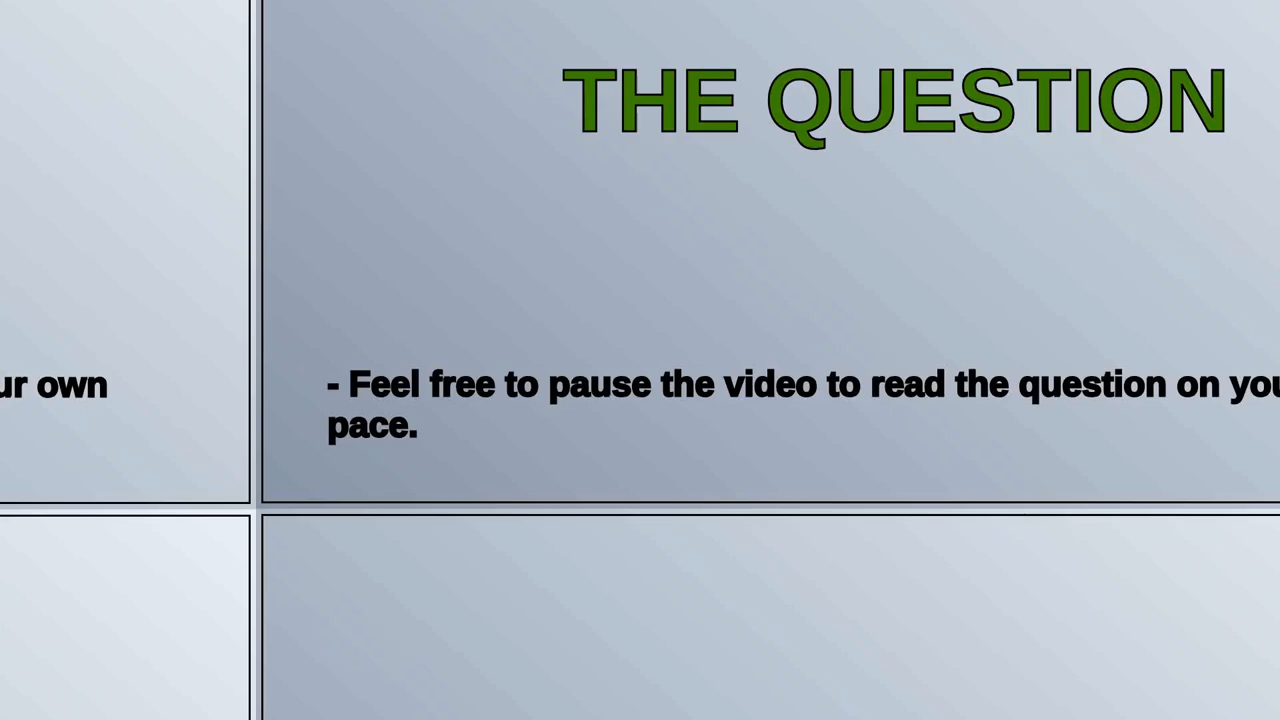 THE QUESTION
ur own
- Feel free to pause the video to read the question on you
pace.